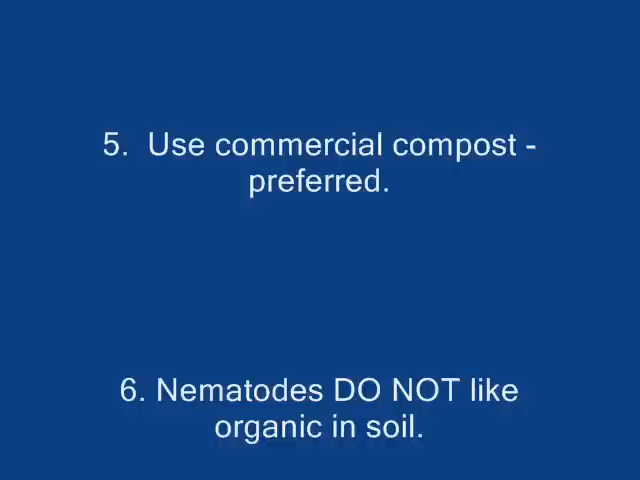 5.  Use commercial compost -
preferred.
6. Nematodes DO NOT like
organic in soil.